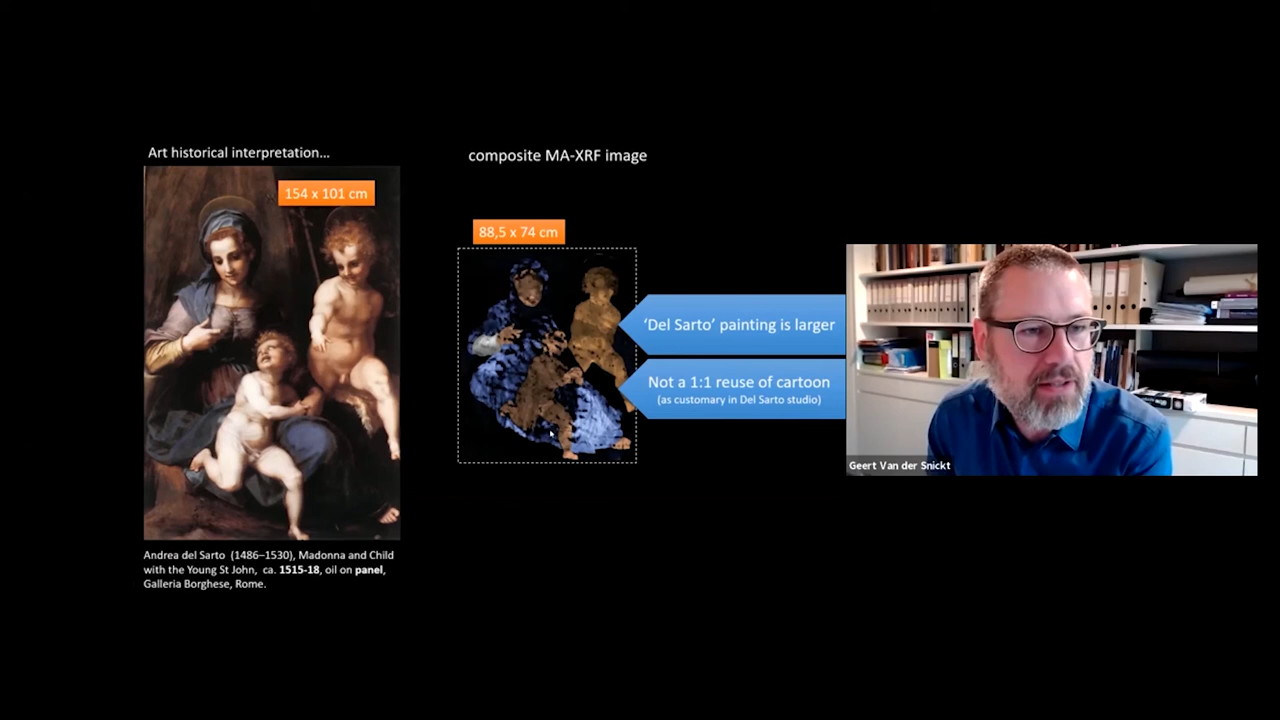 Art historical interpretation...
154 x 101 cm
Andrea del Sarto (1486–1530), Madonna and Child
with the Young St John, ca. 1515-18, oil on panel,
Galleria Borghese, Rome.
composite MA-XRF image
88,5 x 74 cm
‘Del Sarto’ painting is larger
Not a 1:1 reuse of cartoon
(as customary in Del Sarto studio)
Geert Van der Snickt